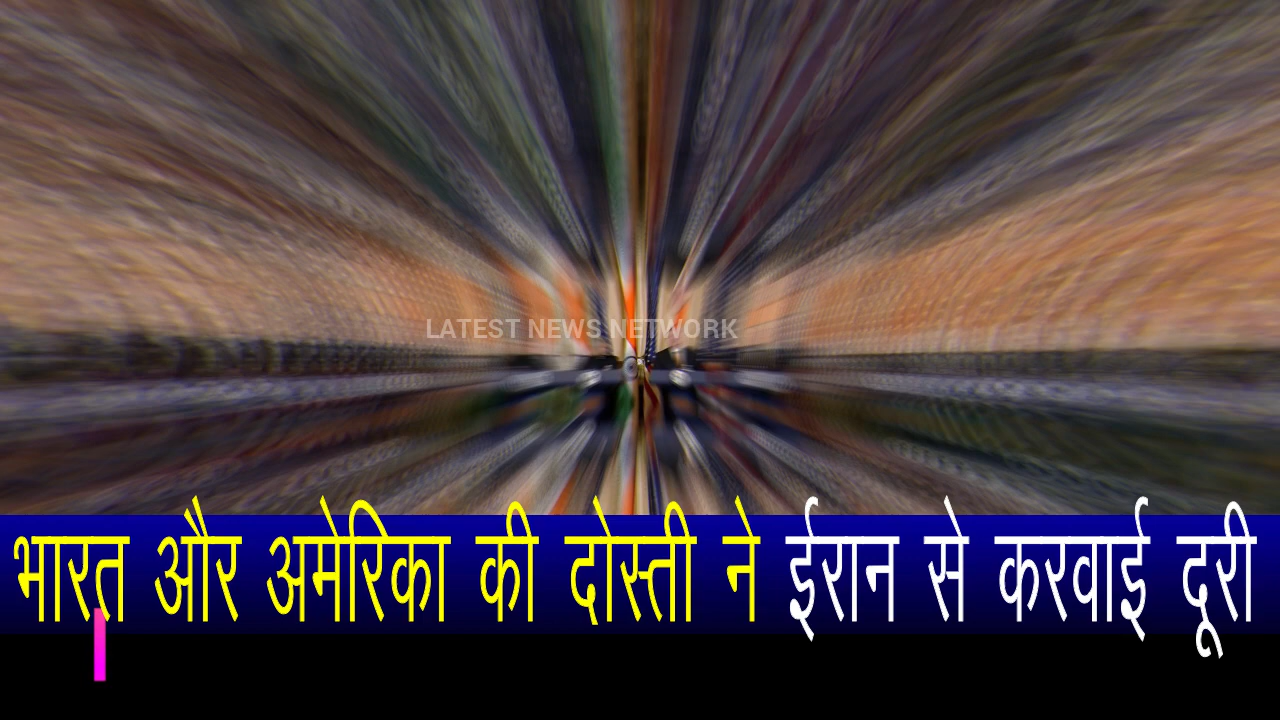 LATEST NEWS NETWORK
भारत और अमेरिका की दोस्ती ने ईरान से करवाई दूरी